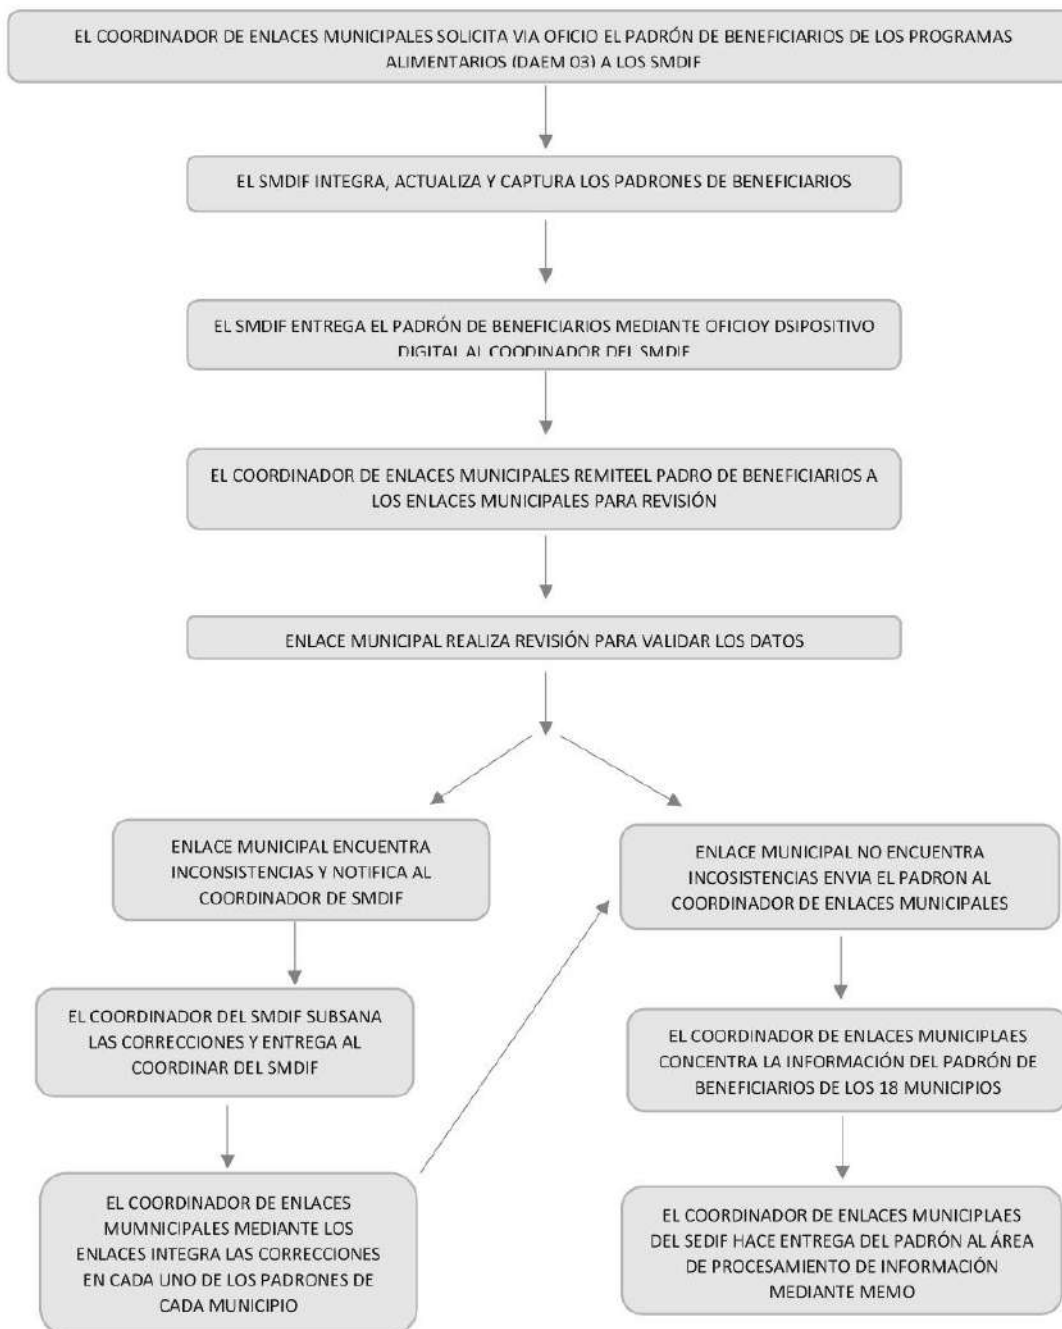 EL COORDINADOR DE ENLACES MUNICIPALES SOLICITA VIA OFICIO EL PADRÓN DE BENEFICIARIOS DE LOS PROGRAMAS
ALIMENTARIOS (DAEM 03) A LOS SMDIF
EL SMDIF INTEGRA, ACTUALIZA Y CAPTURA LOS PADRONES DE BENEFICIARIOS
EL SMDIF ENTREGA EL PADRÓN DE BENEFICIARIOS MEDIANTE OFICIOY DSIPOSITIVO
DIGITAL AL COODINADOR DEL SMDIF
EL COORDINADOR DE ENLACES MUNICIPALES REMITEEL PADRO DE BENEFICIARIOS A
LOS ENLACES MUNICIPALES PARA REVISIÓN
ENLACE MUNICIPAL REALIZA REVISIÓN PARA VALIDAR LOS DATOS
ENLACE MUNICIPAL ENCUENTRA
INCONSISTENCIAS Y NOTIFICA AL
COORDINADOR DE SMDIF
EL COORDINADOR DEL SMDIF SUBSANA
LAS CORRECCIONES Y ENTREGA AL
COORDINAR DEL SMDIF
EL COORDINADOR DE ENLACES
MUMNICIPALES MEDIANTE LOS
ENLACES INTEGRA LAS CORRECCIONES
EN CADA UNO DE LOS PADRONES DE
CADA MUNICIPIO
ENLACE MUNICIPAL NO ENCUENTRA
INCOSISTENCIAS ENVIA EL PADRON AL
COORDINADOR DE ENLACES MUNICIPALES
EL COORDINADOR DE ENLACES MUNICIPLAES
CONCENTRA LA INFORMACIÓN DEL PADRÓN DE
BENEFICIARIOS DE LOS 18 MUNICIPIOS
EL COORDINADOR DE ENLACES MUNICIPLAES
DEL SEDIF HACE ENTREGA DEL PADRÓN AL ÁREA
DE PROCESAMIENTO DE INFORMACIÓN
MEDIANTE MEMO